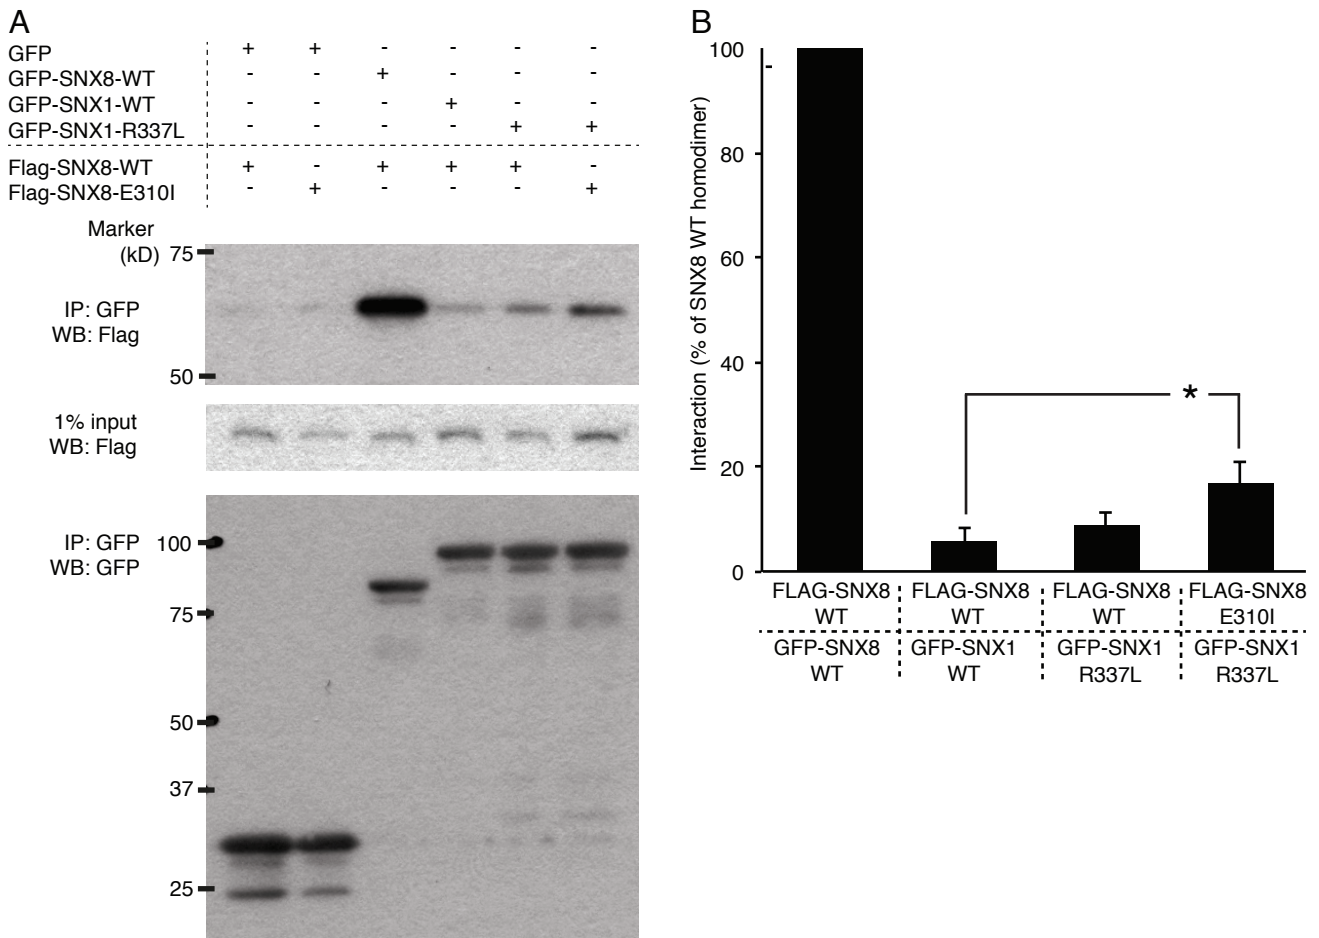 A
GFP + + - - - -
GFP-SNX8-WT - - + - - -
GFP-SNX1-WT - - - + - -
GFP-SNX1-R337L - - - - + +
Flag-SNX8-WT + - + + + -
Flag-SNX8-E310I - + - - - +
Marker
(kD) 75
IP: GFP
WB: Flag
50
1% input
WB: Flag
IP: GFP 100
WB: GFP
75
50
37
25
B
Interaction (% of SNX8 WT homodimer)
100
-
80
60
40
*
20
0
FLAG-SNX8 FLAG-SNX8 FLAG-SNX8 FLAG-SNX8
WT WT WT E310I
GFP-SNX8 GFP-SNX1 GFP-SNX1 GFP-SNX1
WT WT R337L R337L